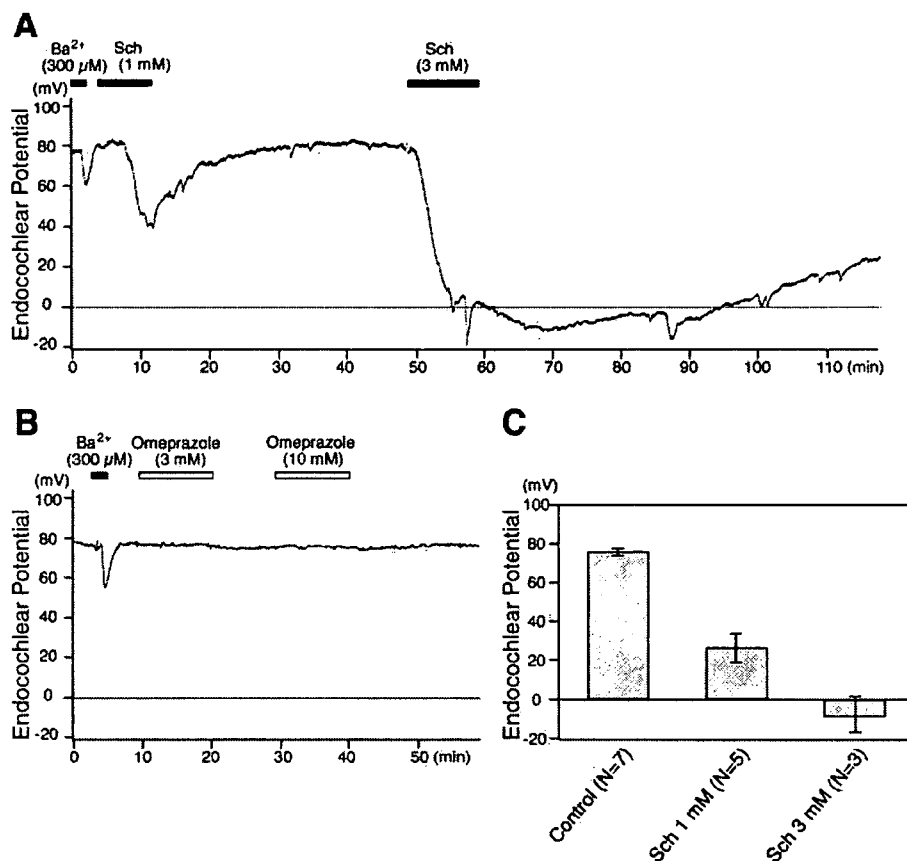 A
Ba2+ Sch Sch
(300 μM) (1 mM) (3 mM)
(mV)
100
80
60
40
20
0
-20
Endocochlear Potential
0 10 20 30 40 50 60 70 80 90 100 110 (min)
B
Ba2+ Omeprazole Omeprazole
(300 μM) (3 mM) (10 mM)
(mV)
100
80
60
40
20
0
-20
Endocochlear Potential
0 10 20 30 40 50 (min)
C
(mV)
100
80
60
40
20
0
-20
Endocochlear Potential
Control (N=7)
Sch 1 mM (N=5)
Sch 3 mM (N=3)